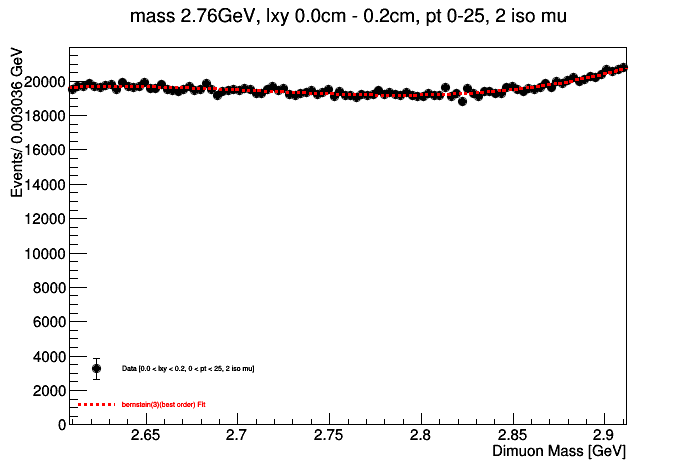 mass 2.76GeV, lxy 0.0cm - 0.2cm, pt 0-25, 2 iso mu
Events/ 0.003036 GeV
20000
18000
16000
14000
12000
10000
8000
6000
4000
2000
0
Data [0.0 < lxy < 0.2, 0 < pt < 25, 2 iso mu]
bernstein(3)(best order) Fit
2.65 2.7 2.75 2.8 2.85 2.9
Dimuon Mass [GeV]